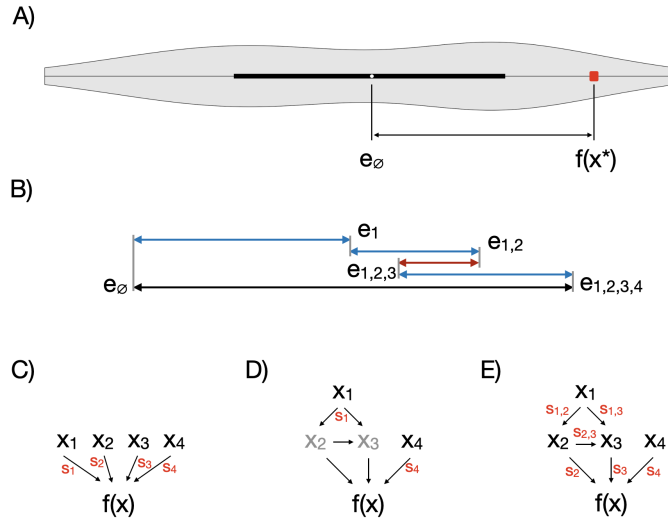 A)
e∅ f(x*)
B)
e1
e1,2
e1,2,3
e∅ e1,2,3,4
C) D) E)
x1 x2 x3 x4
s1 s2 s3 s4
f(x)
x1
s1
x2 x3 x4
s4
f(x)
x1
s1,2 s1,3
x2 s2,3 x3 x4
s2 s3 s4
f(x)